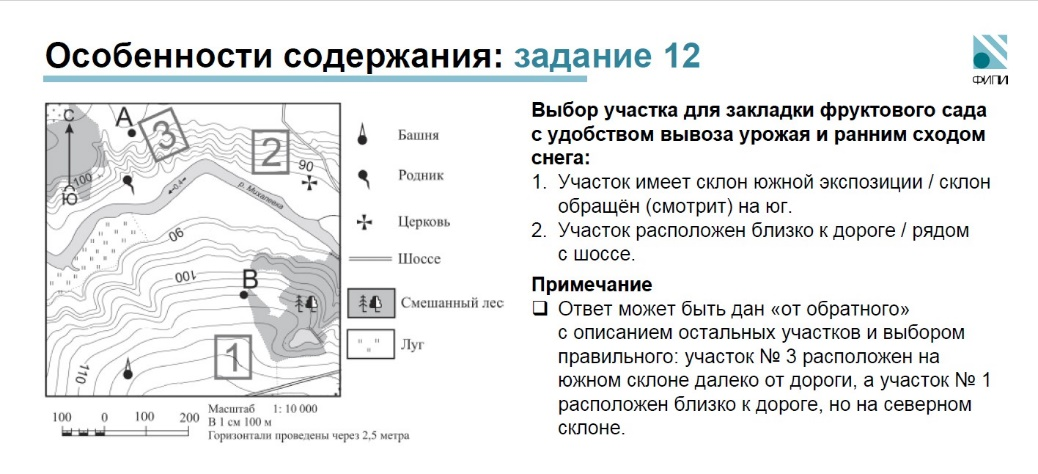 Особенности содержания: задание 12
ФИПИ
С
Ю
А
3
2
100
90
0,4
р. Михалевка
90
100
В
1
110
Башня
Родник
Церковь
Шоссе
Смешанный лес
Луг
100 0 100 200
Масштаб 1: 10 000
В 1 см 100 м
Горизонтали проведены через 2,5 метра
Выбор участка для закладки фруктового сада
с удобством вывоза урожая и ранним сходом
снега:
1. Участок имеет склон южной экспозиции / склон
обращён (смотрит) на юг.
2. Участок расположен близко к дороге / рядом
с шоссе.
Примечание
❑ Ответ может быть дан «от обратного»
с описанием остальных участков и выбором
правильного: участок № 3 расположен на
южном склоне далеко от дороги, а участок № 1
расположен близко к дороге, но на северном
склоне.